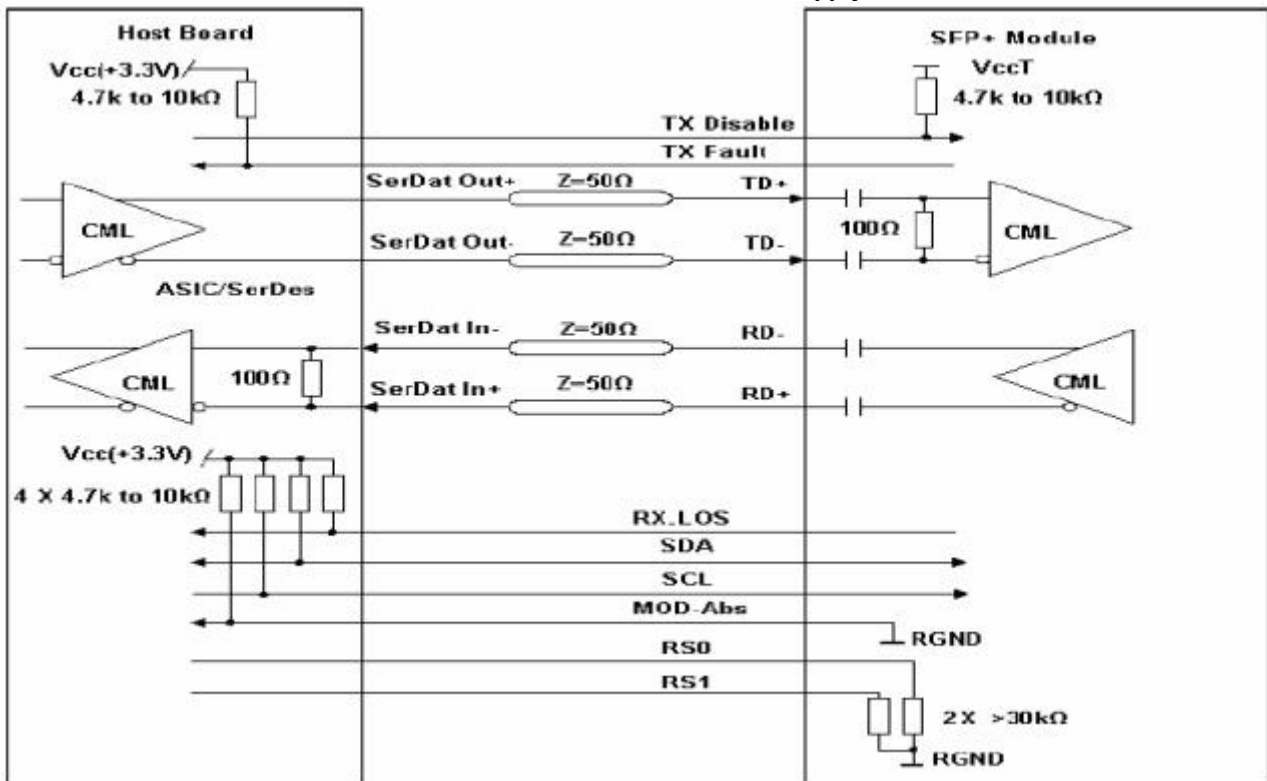 Host Board
SFP+ Module
Vcc(+3.3V)
4.7k to 10kΩ
VccT
4.7k to 10kΩ
TX Disable
TX Fault
SerDat Out+
Z=50Ω
TD+
CML
100Ω
CML
SerDat Out-
Z=50Ω
TD-
ASIC/SerDes
SerDat In-
Z=50Ω
RD-
CML
100Ω
CML
SerDat In+
Z=50Ω
RD+
Vcc(+3.3V)
4 X 4.7k to 10kΩ
RX_LOS
SDA
SCL
MOD-Abs
RGND
RS0
RS1
2X >30kΩ
RGND